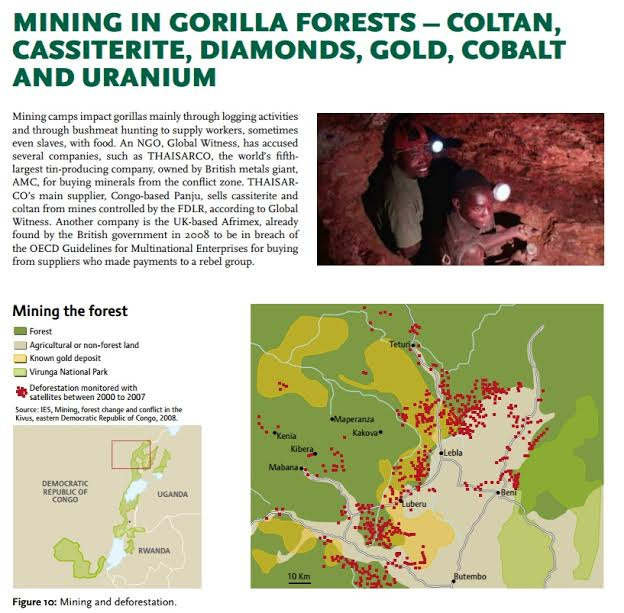 MINING IN GORILLA FORESTS – COLTAN,
CASSITERITE, DIAMONDS, GOLD, COBALT
AND URANIUM
Mining camps impact gorillas mainly through logging activities
and through bushmeat hunting to supply workers, sometimes
even slaves, with food. An NGO, Global Witness, has accused
several companies, such as THAISARCO, the world's fifth-
largest tin-producing company, owned by British metals giant,
AMC, for buying minerals from the conflict zone. THAISAR-
CO's main supplier, Congo-based Panju, sells cassiterite and
coltan from mines controlled by the FDLR, according to Global
Witness. Another company is the UK-based Afrimex, already
found by the British government in 2008 to be in breach of
the OECD Guidelines for Multinational Enterprises for buying
from suppliers who made payments to a rebel group.
Mining the forest
Forest
Agricultural or non-forest land
Known gold deposit
Virunga National Park
Deforestation monitored with
satellites between 2000 to 2007
Source: IES, Mining, forest change and conflict in the
Kivus, eastern Democratic Republic of Congo, 2008.
DEMOCRATIC
REPUBLIC OF
CONGO
UGANDA
RWANDA
Teturi
Maperanza
Kakova
Kenia
Kibera
Mabana
Lebla
Beni
Luberu
Butembo
10 Km
Figure 10: Mining and deforestation.